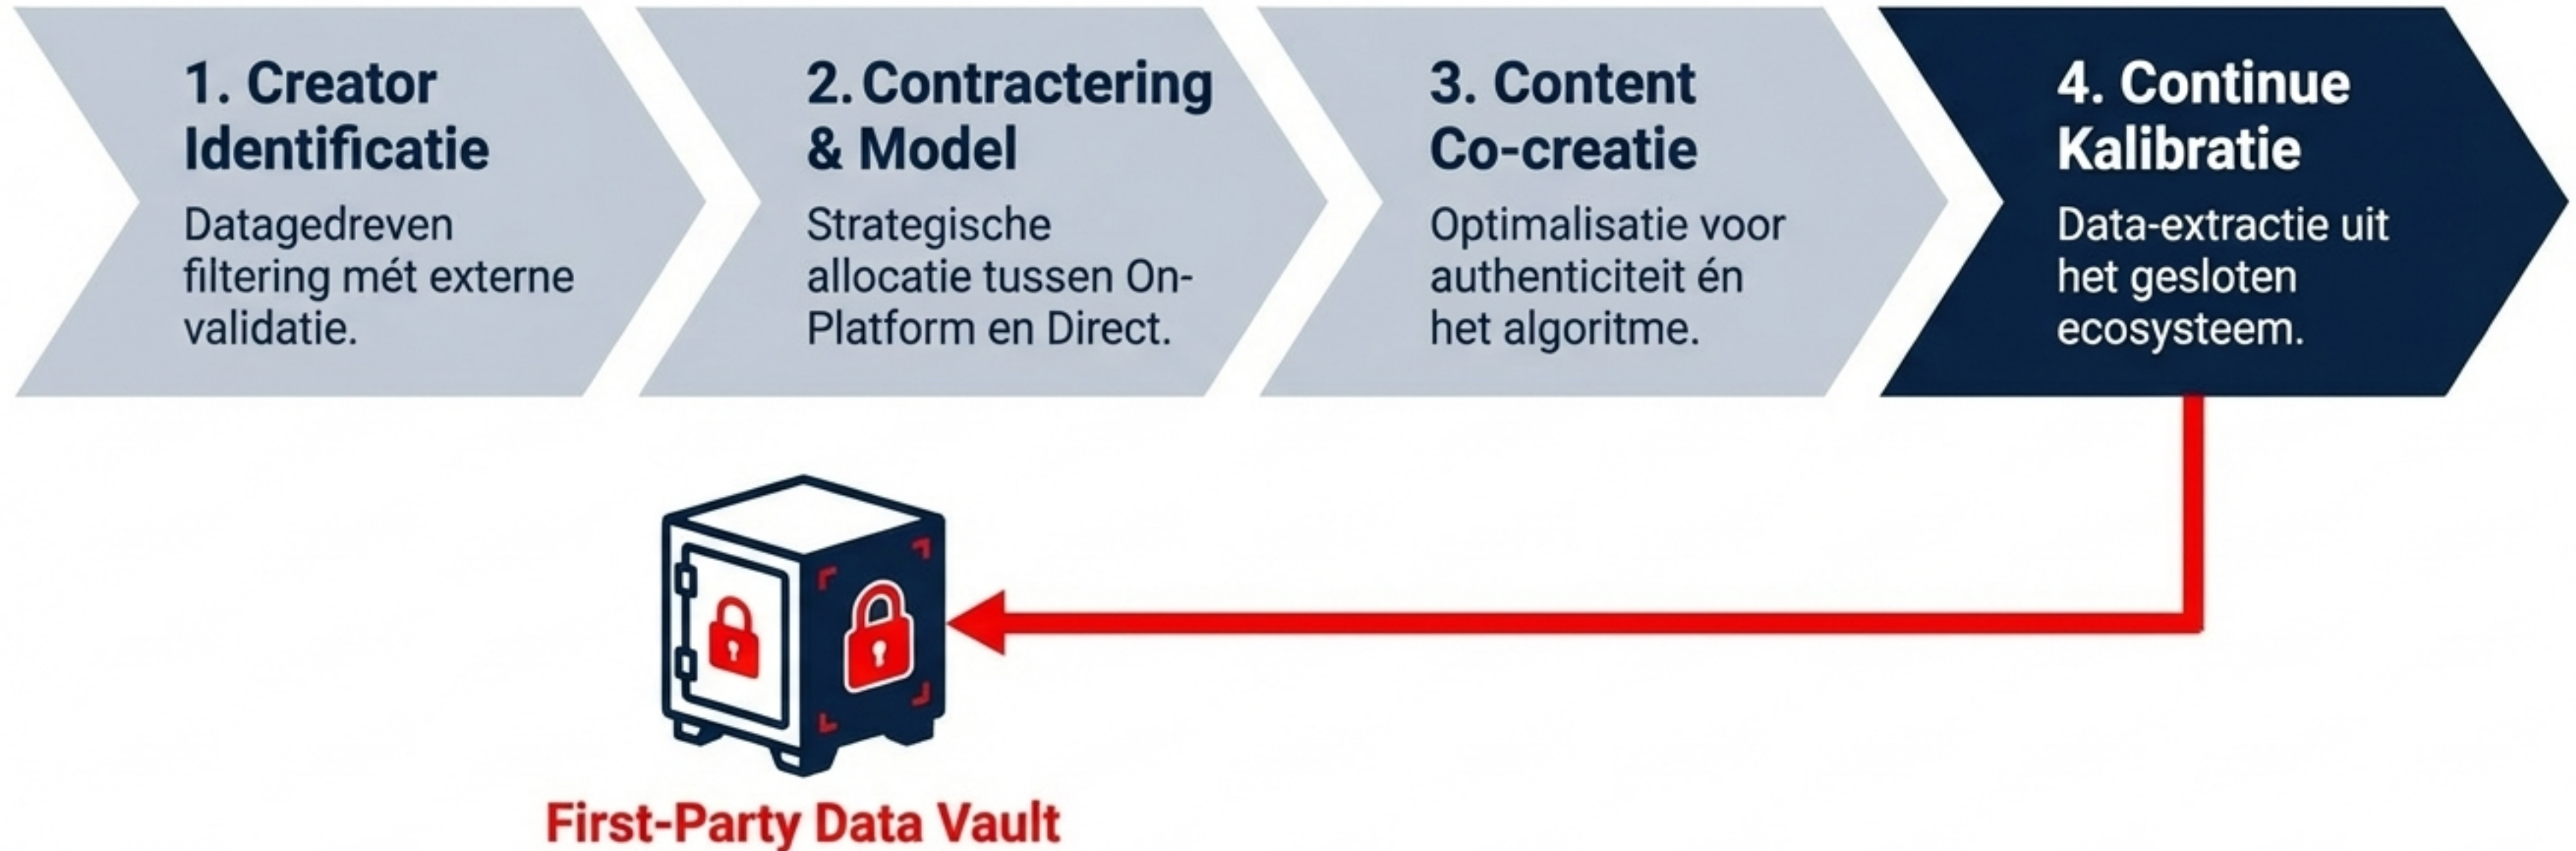 1. Creator
Identificatie
Datagedreven
filtering mét externe
validatie.
2. Contractering
& Model
Strategische
allocatie tussen On-
Platform en Direct.
3. Content
Co-creatie
Optimalisatie voor
authenticiteit én
het algoritme.
4. Continue
Kalibratie
Data-extractie uit
het gesloten
ecosysteem.
First-Party Data Vault